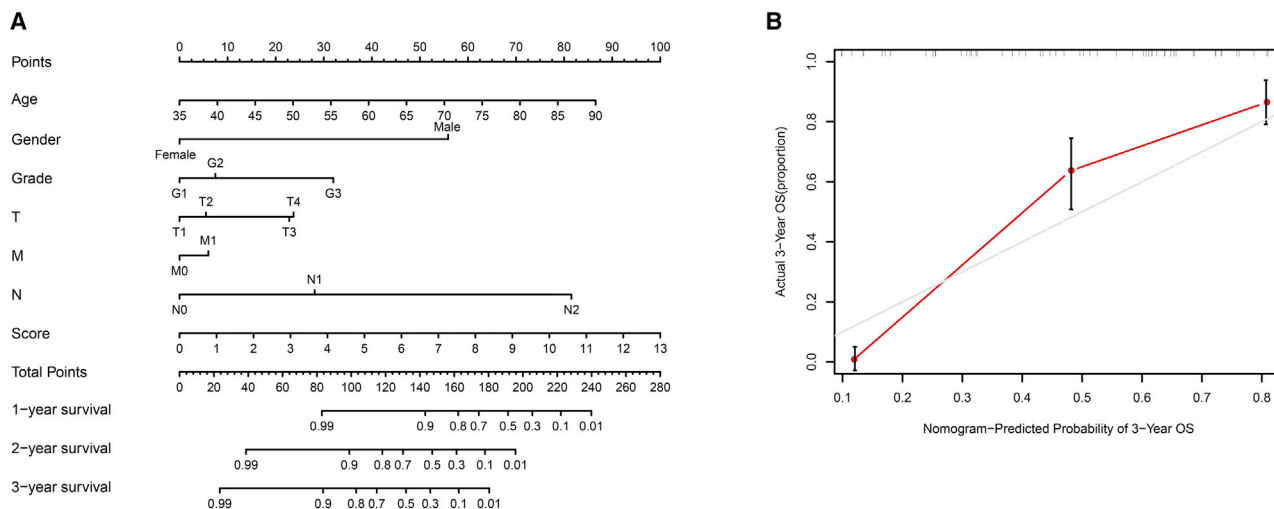 A
Points
0 10 20 30 40 50 60 70 80 90 100
Age
35 40 45 50 55 60 65 70 75 80 85 90
Gender
Male
Female
Grade
G2
G1 G3
T
T2 T4
T1 T3
M
M1
M0
N
N1
N0 N2
Score
0 1 2 3 4 5 6 7 8 9 10 11 12 13
Total Points
0 20 40 60 80 100 120 140 160 180 200 220 240 260 280
1−year survival
0.99 0.9 0.8 0.7 0.5 0.3 0.1 0.01
2−year survival
0.99 0.9 0.8 0.7 0.5 0.3 0.1 0.01
3−year survival
0.99 0.9 0.8 0.7 0.5 0.3 0.1 0.01
B
Actual 3−Year OS(proportion)
1.0
0.8
0.6
0.4
0.2
0.0
0.1 0.2 0.3 0.4 0.5 0.6 0.7 0.8
Nomogram−Predicted Probability of 3−Year OS